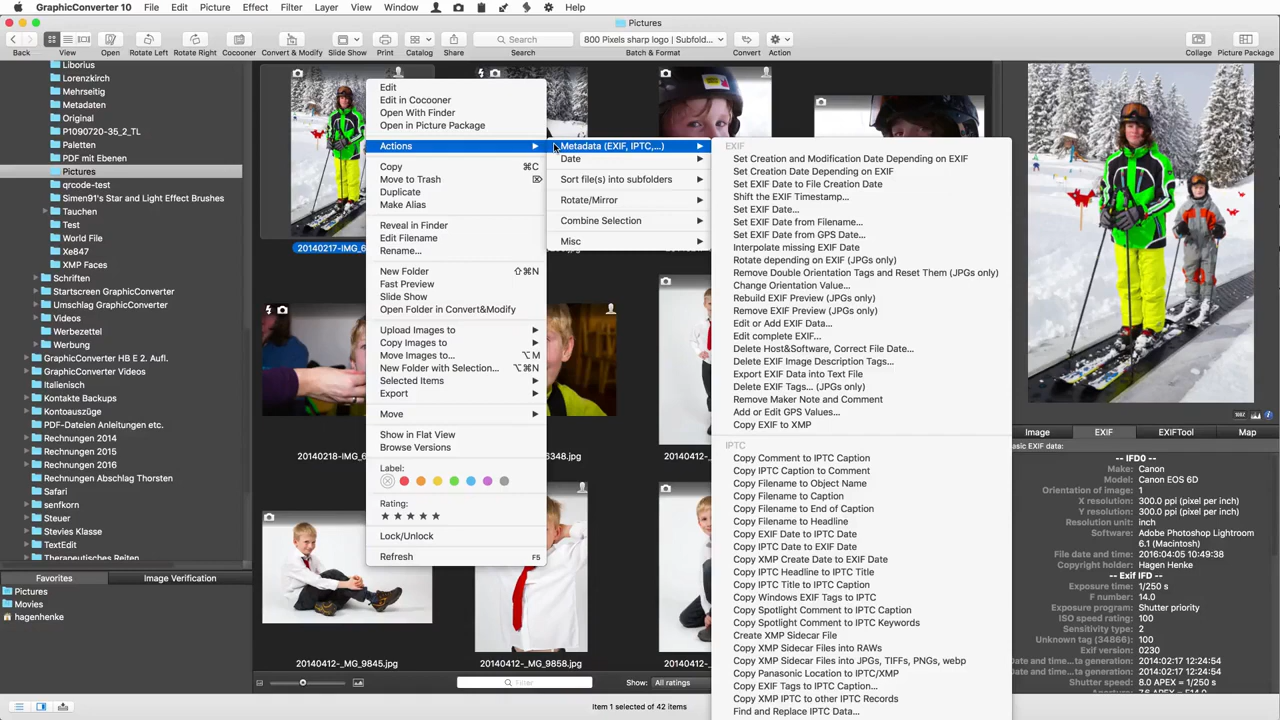 GraphicConverter 10 File Edit Picture Effect Filter Layer View Window Help
Pictures
Search
800 Pixels sharp logo | Subfold...
Back View Open Rotate Left Rotate Right Cocooner Convert & Modify Slide Show Print Catalog Share Search Batch & Format Convert Action Collage Picture Package
Librorius
Lorenzkirch
Mehrseitig
Metadaten
Original
P1090720-35_2_TL
Paletten
PDF mit Ebenen
Pictures
qrcode-test
Simen91's Star and Light Effect Brushes
Tauchen
Test
World File
Xe847
XMP Faces
Schriften
Startscreen GraphicConverter
Umschlag GraphicConverter
Videos
Werbezettel
Werbung
GraphicConverter HB E 2. Aufl.
GraphicConverter Videos
Italienisch
Kontakte Backups
Kontoauszüge
PDF-Dateien Anleitungen etc.
Rechnungen 2014
Rechnungen 2015
Rechnungen 2016
Rechnungen Abschlag Thorsten
Safari
senfkorn
Steuer
Stevies Klasse
TextEdit
Therapeutisches Reiten
Favorites Image Verification
Pictures
Movies
hagenhenke
20140217-IMG_6
20140218-IM
6348.jpg
20140412-
20140412-_MG_9845.jpg
20140412-_MG_9858.jpg
20140412-
Edit
Edit in Cocooner
Open With Finder
Open in Picture Package
Actions
Copy ⌘C
Move to Trash ⌦
Duplicate
Make Alias
Reveal in Finder
Edit Filename
Rename...
New Folder ⇧⌘N
Fast Preview
Slide Show
Open Folder in Convert&Modify
Upload Images to
Copy Images to
Move Images to... ⌥M
New Folder with Selection... ⌥⌘N
Selected Items
Export
Move
Show in Flat View
Browse Versions
Label:
Rating:
Lock/Unlock
Refresh F5
Metadata (EXIF, IPTC,...)
Date
Sort file(s) into subfolders
Rotate/Mirror
Combine Selection
Misc
EXIF
Set Creation and Modification Date Depending on EXIF
Set Creation Date Depending on EXIF
Set EXIF Date to File Creation Date
Shift the EXIF Timestamp...
Set EXIF Date...
Set EXIF Date from Filename...
Set EXIF Date from GPS Date...
Interpolate missing EXIF Date
Rotate depending on EXIF (JPGs only)
Remove Double Orientation Tags and Reset Them (JPGs only)
Change Orientation Value...
Rebuild EXIF Preview (JPGs only)
Remove EXIF Preview (JPGs only)
Edit or Add EXIF Data...
Edit complete EXIF...
Delete Host&Software, Correct File Date...
Delete EXIF Image Description Tags...
Export EXIF Data into Text File
Delete EXIF Tags... (JPGs only)
Remove Maker Note and Comment
Add or Edit GPS Values...
Copy EXIF to XMP
IPTC
Copy Comment to IPTC Caption
Copy IPTC Caption to Comment
Copy Filename to Object Name
Copy Filename to Caption
Copy Filename to End of Caption
Copy Filename to Headline
Copy EXIF Date to IPTC Date
Copy IPTC Date to EXIF Date
Copy XMP Create Date to EXIF Date
Copy IPTC Headline to IPTC Title
Copy IPTC Title to IPTC Caption
Copy Windows EXIF Tags to IPTC
Copy Spotlight Comment to IPTC Caption
Copy Spotlight Comment to IPTC Keywords
Create XMP Sidecar File
Copy XMP Sidecar Files into RAWs
Copy XMP Sidecar Files into JPGs, TIFFs, PNGs, webp
Copy Panasonic Location to IPTC/XMP
Copy EXIF Tags to IPTC Caption...
Copy XMP IPTC to other IPTC Records
Find and Replace IPTC Data...
Image EXIF EXIFTool Map
asic EXIF data:
-- IFD0 --
Make: Canon
Model: Canon EOS 6D
Orientation of image: 1
X resolution: 300.0 ppi (pixel per inch)
Y resolution: 300.0 ppi (pixel per inch)
Resolution unit: inch
Software: Adobe Photoshop Lightroom
6.1 (Macintosh)
File date and time: 2016:04:05 10:49:38
Copyright holder: Hagen Henke
-- Exif IFD --
Exposure time: 1/250 s
F number: 14.0
Exposure program: Shutter priority
ISO speed rating: 100
Sensitivity type: 2
Unknown tag (34866): 100
Exif version: 0230
Date and time...ta generation: 2014:02:17 12:24:54
Date and time...ta generation: 2014:02:17 12:24:54
Shutter speed: 8.0 APEX = 1/250 s
Filter
Show: All ratings
Item 1 selected of 42 items